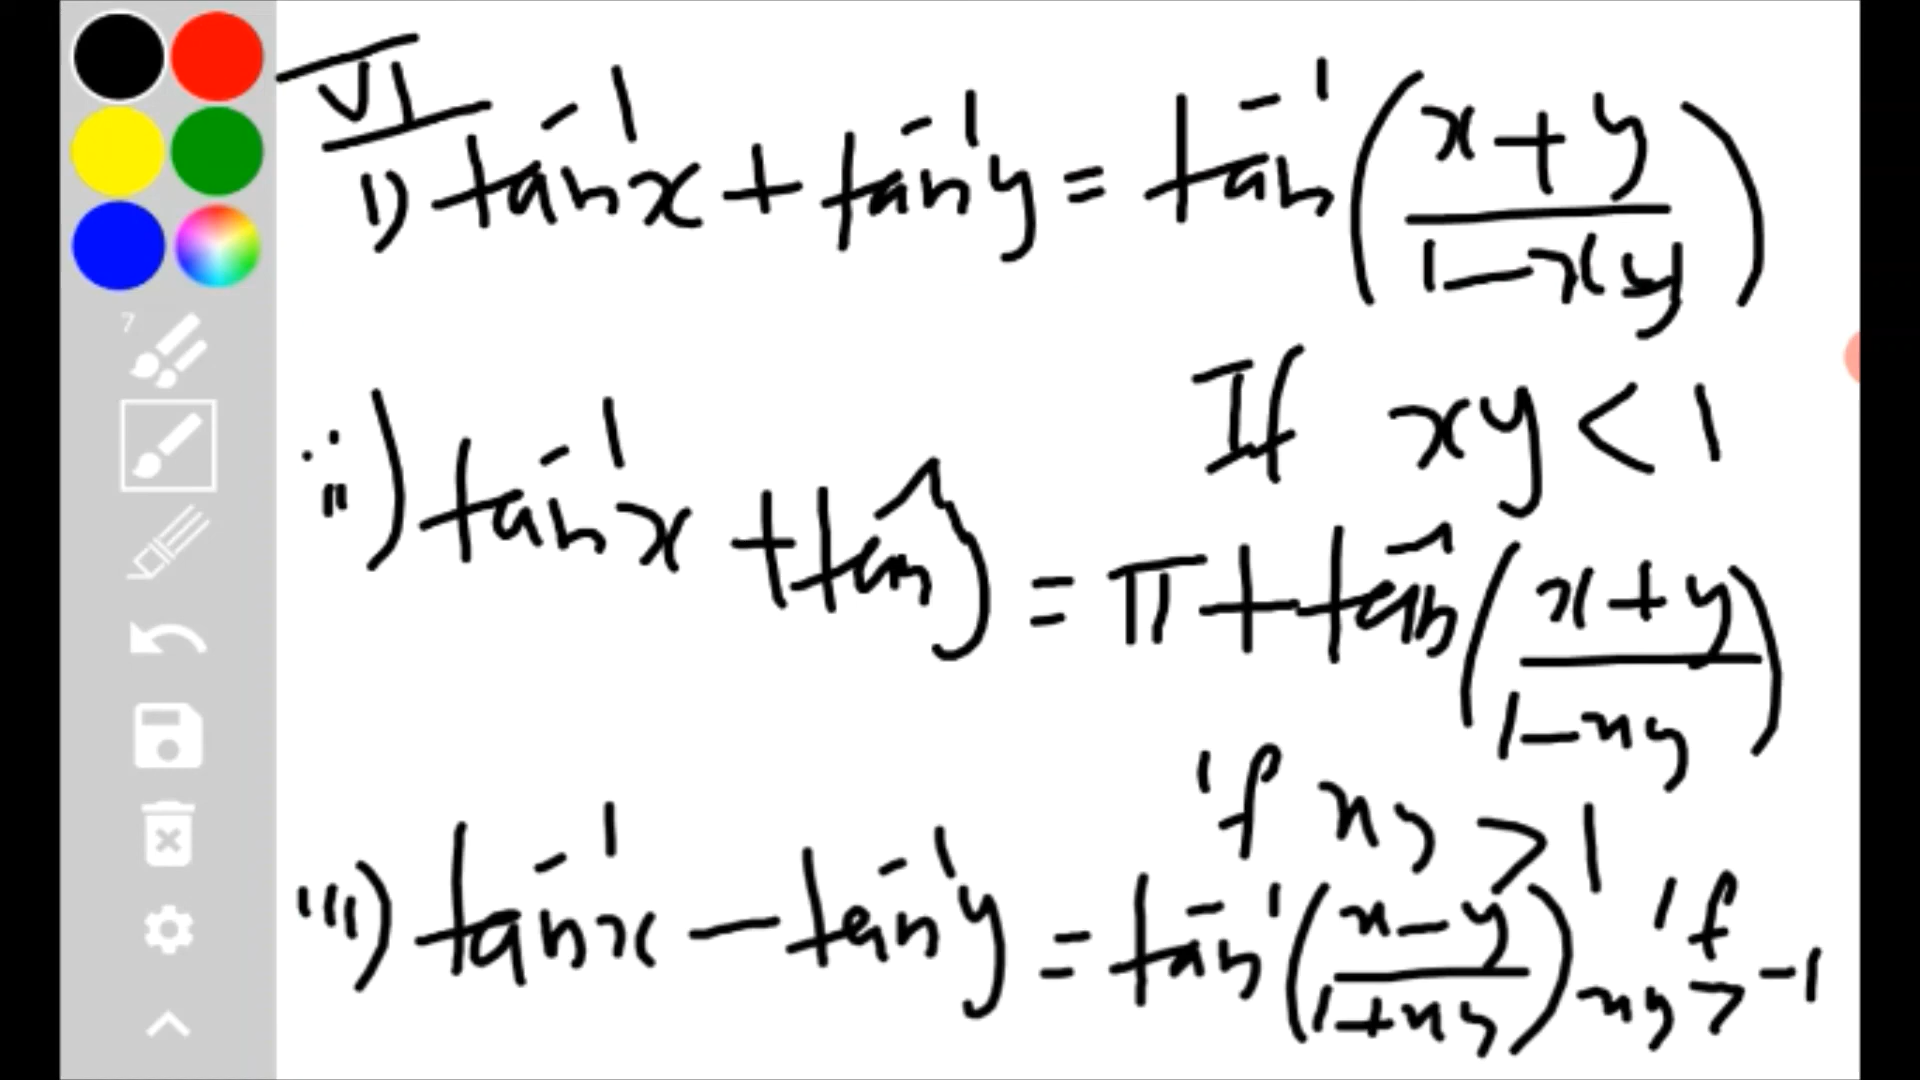 VI
i) tan⁻¹x + tan⁻¹y = tan⁻¹((x+y)/(1-xy))
If xy < 1
ii) tan⁻¹x + tan⁻¹y = π + tan⁻¹((x+y)/(1-xy))
if xy > 1
iii) tan⁻¹x - tan⁻¹y = tan⁻¹((x-y)/(1+xy)) if xy > -1
7